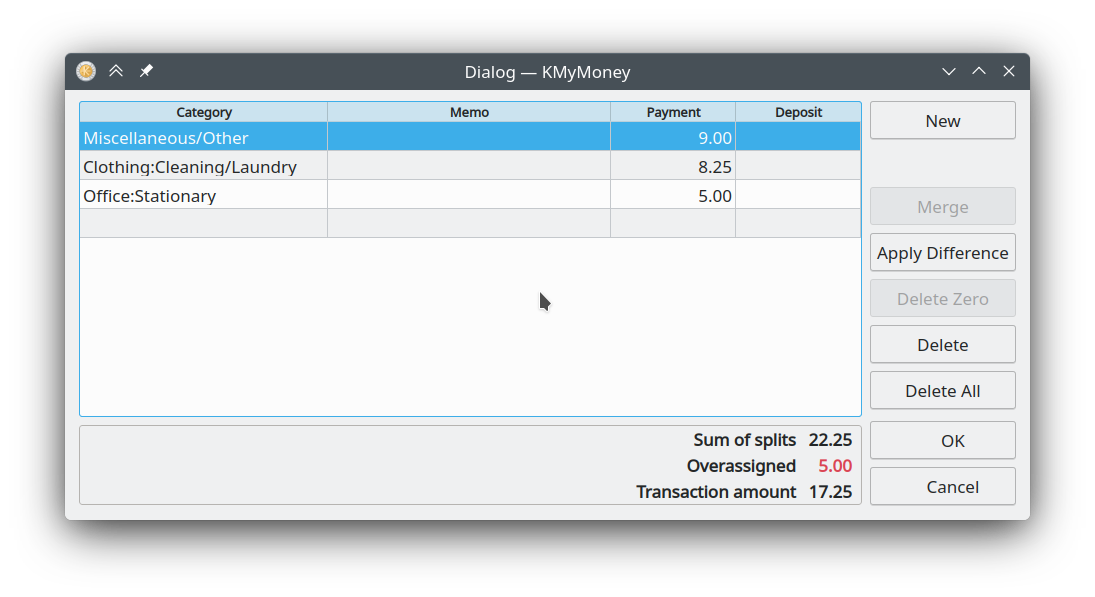 Dialog — KMyMoney
Category Memo Payment Deposit
Miscellaneous/Other 9.00
Clothing:Cleaning/Laundry 8.25
Office:Stationary 5.00
New
Merge
Apply Difference
Delete Zero
Delete
Delete All
Sum of splits 22.25
Overassigned 5.00
Transaction amount 17.25
OK
Cancel